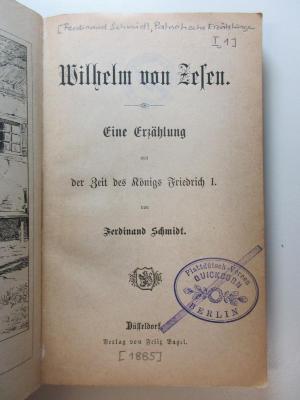 [Ferdinand Schmidt, Patriotische Erzählungen
I, 1]
Wilhelm von Zesen.
Eine Erzählung
aus
der Zeit des Königs Friedrich I.
von
Ferdinand Schmidt.
Plattdütsch-Vereen
QUICKBORN
BERLIN
Düsseldorf.
Verlag von Felix Bagel.
[1885]